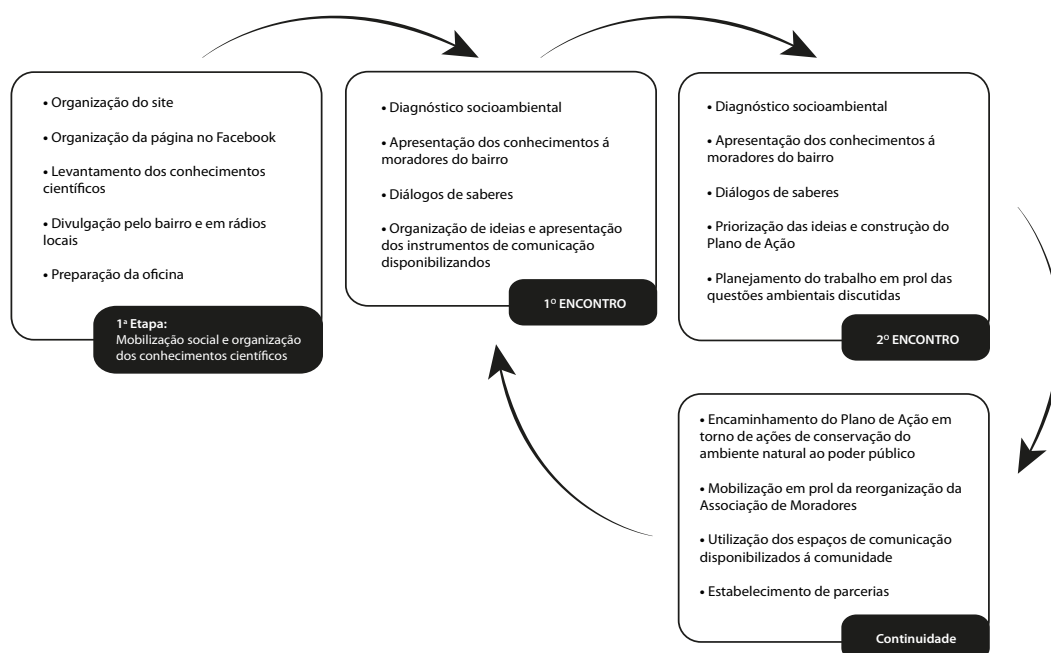 • Organização do site
• Organização da página no Facebook
• Levantamento dos conhecimentos
científicos
• Divulgação pelo bairro e em rádios
locais
• Preparação da oficina
1ª Etapa:
Mobilização social e organização
dos conhecimentos científicos
• Diagnóstico socioambiental
• Apresentação dos conhecimentos á
moradores do bairro
• Diálogos de saberes
• Organização de ideias e apresentação
dos instrumentos de comunicação
disponibilizandos
1º ENCONTRO
• Diagnóstico socioambiental
• Apresentação dos conhecimentos á
moradores do bairro
• Diálogos de saberes
• Priorização das ideias e construçào do
Plano de Ação
• Planejamento do trabalho em prol das
questões ambientais discutidas
2º ENCONTRO
• Encaminhamento do Plano de Ação em
torno de ações de conservação do
ambiente natural ao poder público
• Mobilização em prol da reorganização da
Associação de Moradores
• Utilização dos espaços de comunicação
disponibilizados á comunidade
• Estabelecimento de parcerias
Continuidade